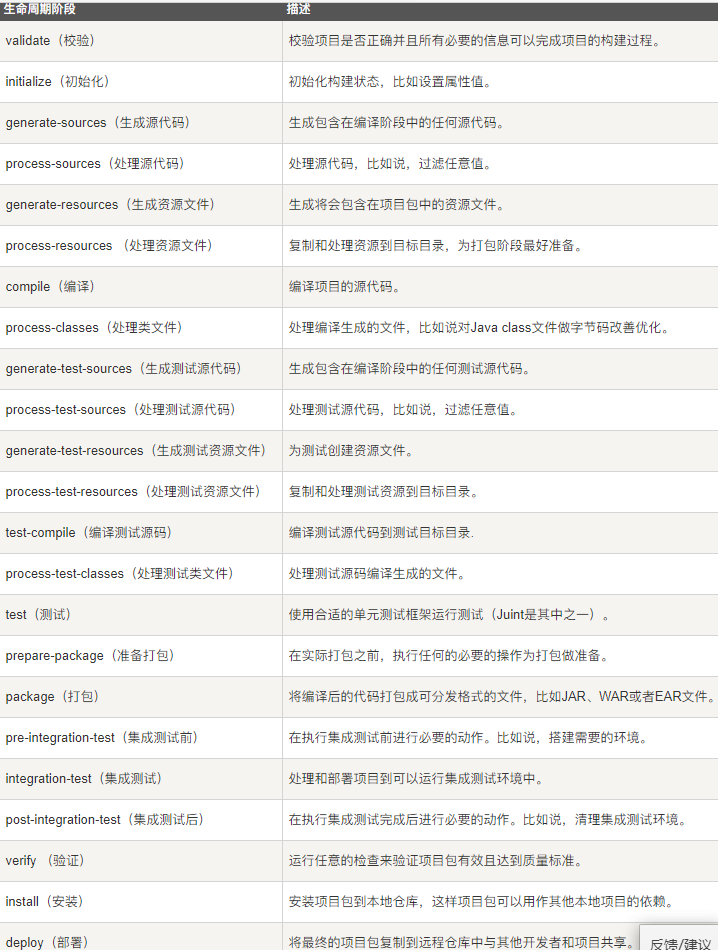 生命周期阶段 描述
validate（校验） 校验项目是否正确并且所有必要的信息可以完成项目的构建过程。
initialize（初始化） 初始化构建状态，比如设置属性值。
generate-sources（生成源代码） 生成包含在编译阶段中的任何源代码。
process-sources（处理源代码） 处理源代码，比如说，过滤任意值。
generate-resources（生成资源文件） 生成将会包含在项目包中的资源文件。
process-resources （处理资源文件） 复制和处理资源到目标目录，为打包阶段最好准备。
compile（编译） 编译项目的源代码。
process-classes（处理类文件） 处理编译生成的文件，比如说对Java class文件做字节码改善优化。
generate-test-sources（生成测试源代码） 生成包含在编译阶段中的任何测试源代码。
process-test-sources（处理测试源代码） 处理测试源代码，比如说，过滤任意值。
generate-test-resources（生成测试资源文件） 为测试创建资源文件。
process-test-resources（处理测试资源文件） 复制和处理测试资源到目标目录。
test-compile（编译测试源码） 编译测试源代码到测试目标目录.
process-test-classes（处理测试类文件） 处理测试源码编译生成的文件。
test（测试） 使用合适的单元测试框架运行测试（Juint是其中之一）。
prepare-package（准备打包） 在实际打包之前，执行任何的必要的操作为打包做准备。
package（打包） 将编译后的代码打包成可分发格式的文件，比如JAR、WAR或者EAR文件。
pre-integration-test（集成测试前） 在执行集成测试前进行必要的动作。比如说，搭建需要的环境。
integration-test（集成测试） 处理和部署项目到可以运行集成测试环境中。
post-integration-test（集成测试后） 在执行集成测试完成后进行必要的动作。比如说，清理集成测试环境。
verify （验证） 运行任意的检查来验证项目包有效且达到质量标准。
install（安装） 安装项目包到本地仓库，这样项目包可以用作其他本地项目的依赖。
deploy（部署） 将最终的项目包复制到远程仓库中与其他开发者和项目共享。
反馈/建议